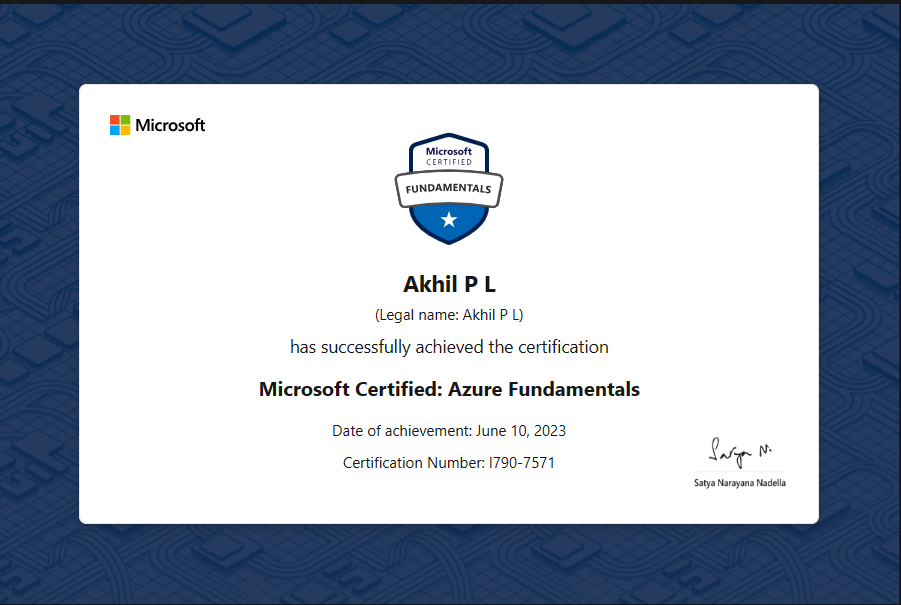 Microsoft
Microsoft
CERTIFIED
FUNDAMENTALS
Akhil P L
(Legal name: Akhil P L)
has successfully achieved the certification
Microsoft Certified: Azure Fundamentals
Date of achievement: June 10, 2023
Certification Number: I790-7571
Satya N.
Satya Narayana Nadella